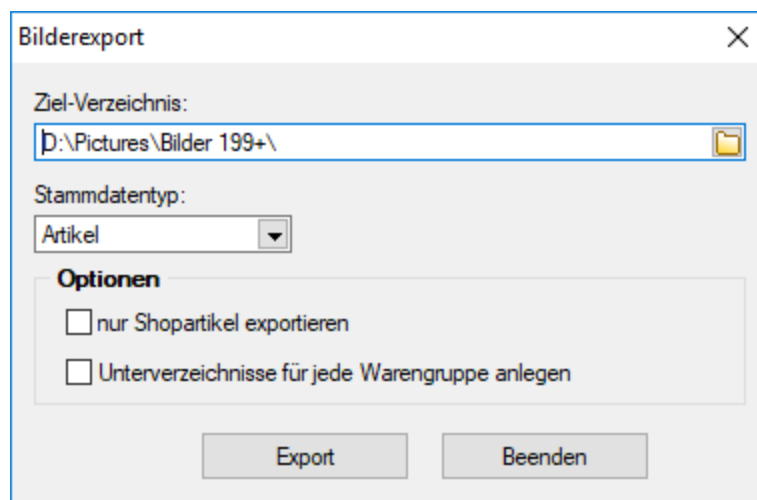 Bilderexport
Ziel-Verzeichnis:
D:\Pictures\Bilder 199+\
Stammdatentyp:
Artikel
Optionen
nur Shopartikel exportieren
Unterverzeichnisse für jede Warengruppe anlegen
Export Beenden